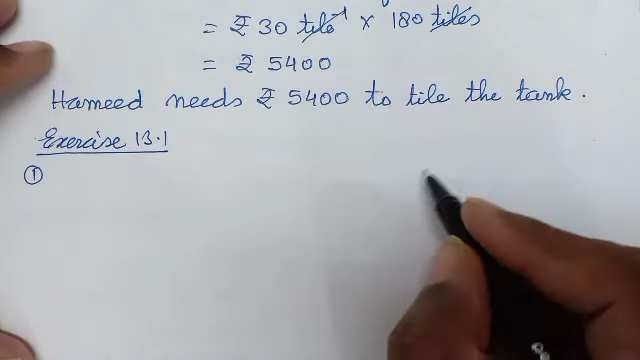 = ₹ 30 tile⁻¹ × 180 tiles
= ₹ 5400
Hameed needs ₹ 5400 to tile the tank.
Exercise 13.1
①